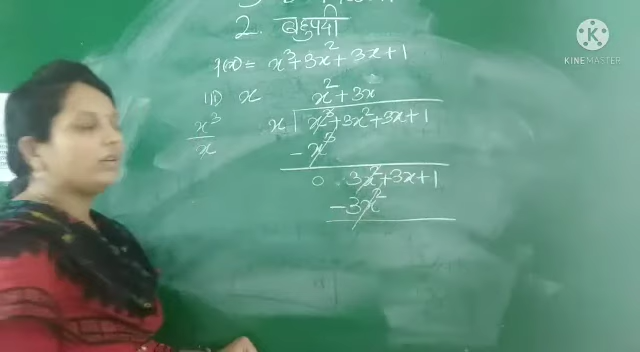 2. बहुपदी
f(x) = x³+3x²+3x+1
iii) x
x² + 3x
x³/x
x | x³+3x²+3x+1
- x³
0 3x²+3x+1
- 3x²
KINEMASTER